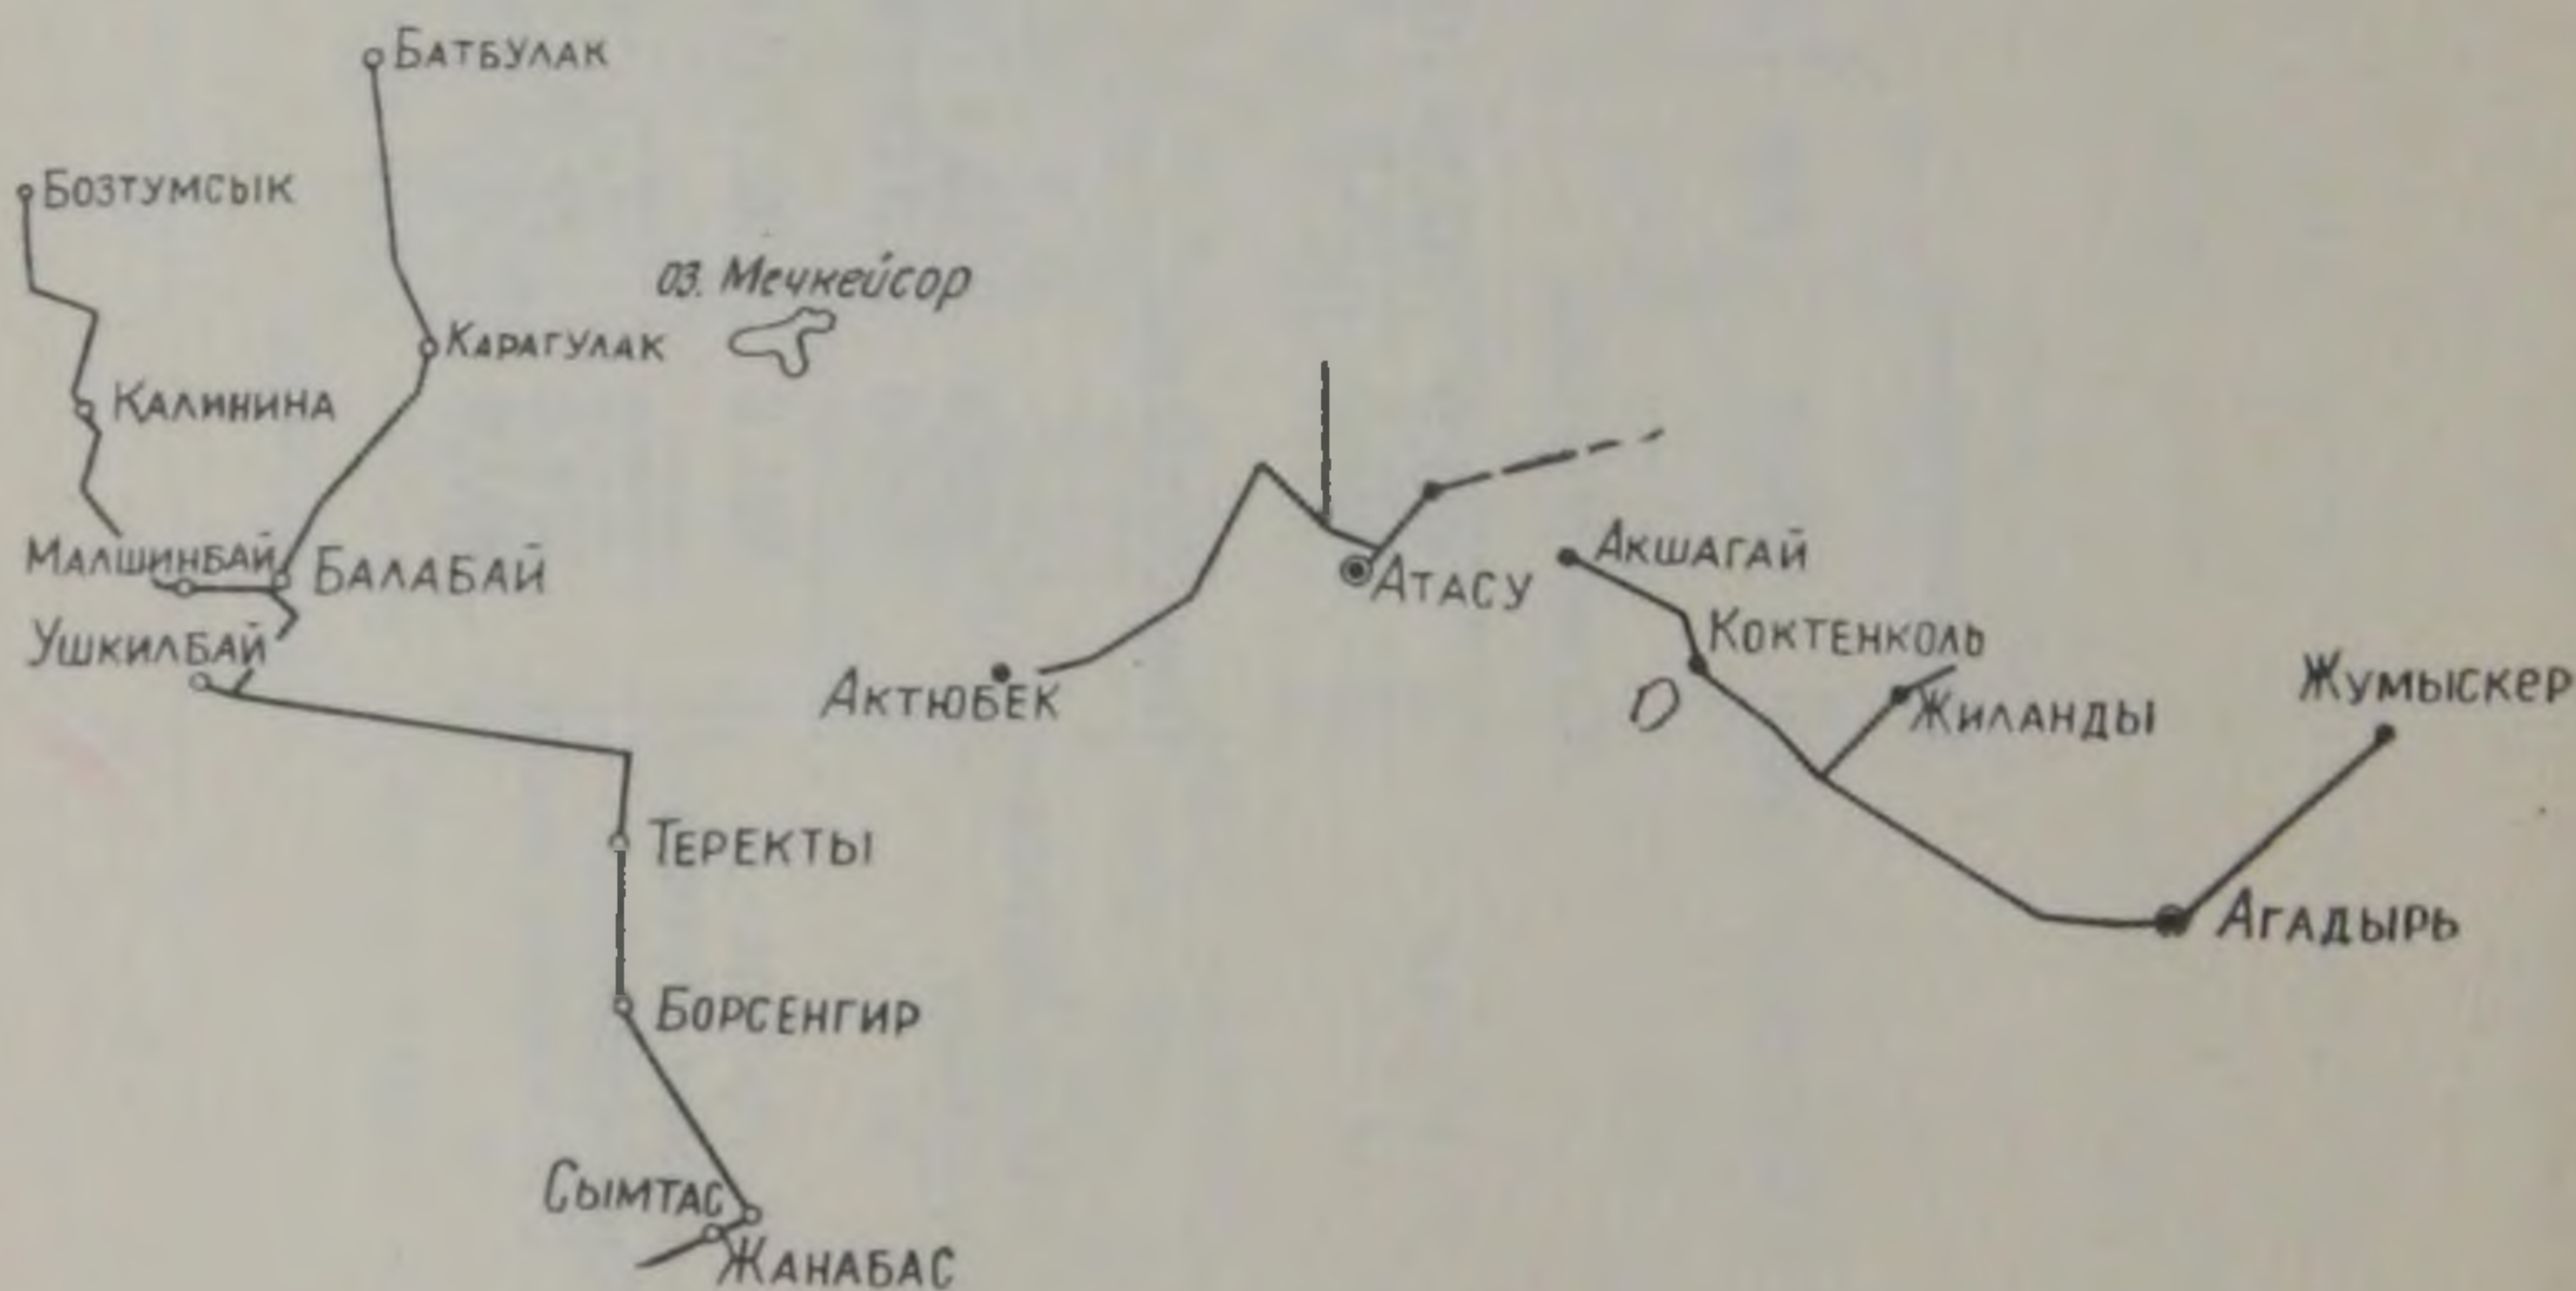 Батбулак
Бозтумсык
оз. Мечкейсор
Карагулак
Калинина
Малшинбай
Балабай
Ушкилбай
Атасу
Акшагай
Коктенколь
Актюбек
Жиланды
Жумыскер
Теректы
Агадырь
Борсенгир
Сымтас
Жанабас